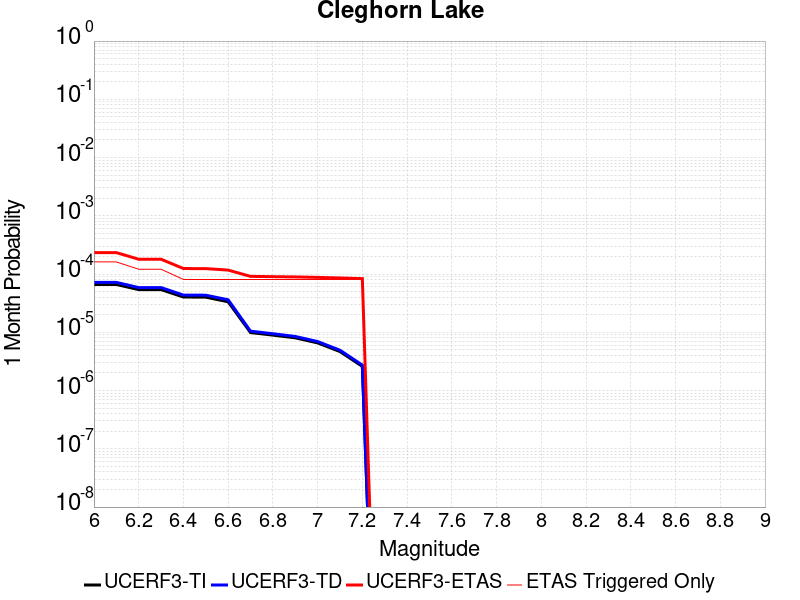 Cleghorn Lake
10^0
10^-1
10^-2
10^-3
10^-4
10^-5
10^-6
10^-7
10^-8
1 Month Probability
6 6.2 6.4 6.6 6.8 7 7.2 7.4 7.6 7.8 8 8.2 8.4 8.6 8.8 9
Magnitude
UCERF3-TI UCERF3-TD UCERF3-ETAS ETAS Triggered Only